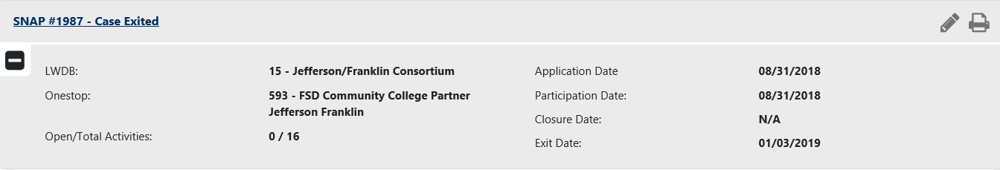 SNAP #1987 - Case Exited
LWDB: 15 - Jefferson/Franklin Consortium
Onestop: 593 - FSD Community College Partner
Jefferson Franklin
Open/Total Activities: 0 / 16
Application Date 08/31/2018
Participation Date: 08/31/2018
Closure Date: N/A
Exit Date: 01/03/2019